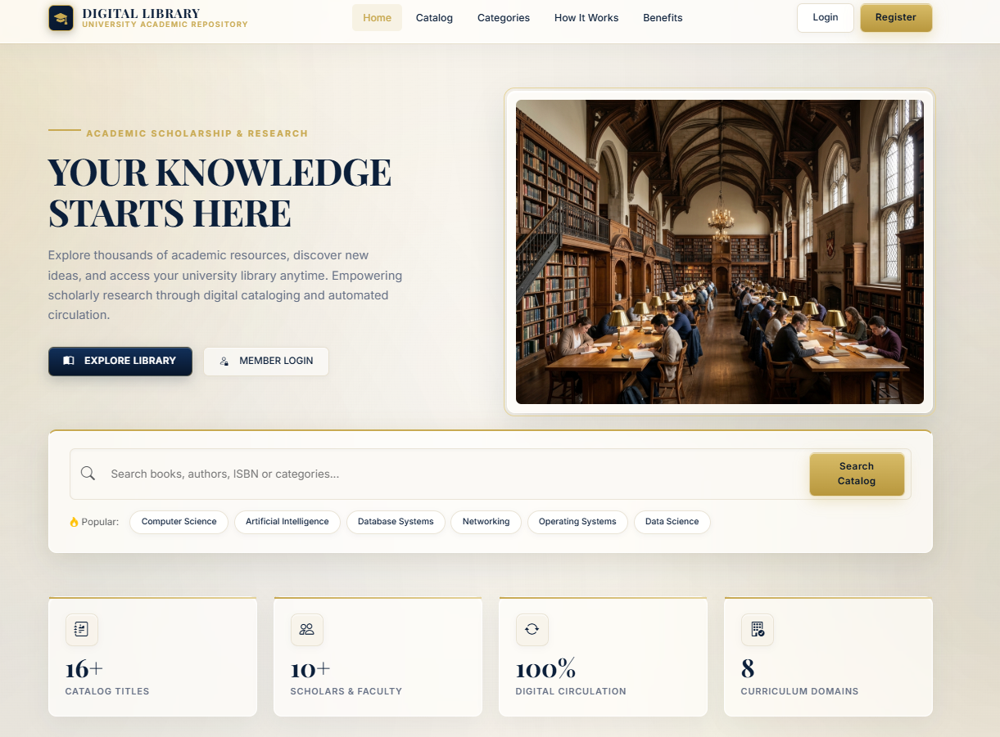 DIGITAL LIBRARY
UNIVERSITY ACADEMIC REPOSITORY
Home
Catalog
Categories
How It Works
Benefits
Login
Register
ACADEMIC SCHOLARSHIP & RESEARCH
YOUR KNOWLEDGE
STARTS HERE
Explore thousands of academic resources, discover new
ideas, and access your university library anytime. Empowering
scholarly research through digital cataloging and automated
circulation.
EXPLORE LIBRARY
MEMBER LOGIN
Search books, authors, ISBN or categories...
Search
Catalog
Popular:
Computer Science
Artificial Intelligence
Database Systems
Networking
Operating Systems
Data Science
16+
CATALOG TITLES
10+
SCHOLARS & FACULTY
100%
DIGITAL CIRCULATION
8
CURRICULUM DOMAINS